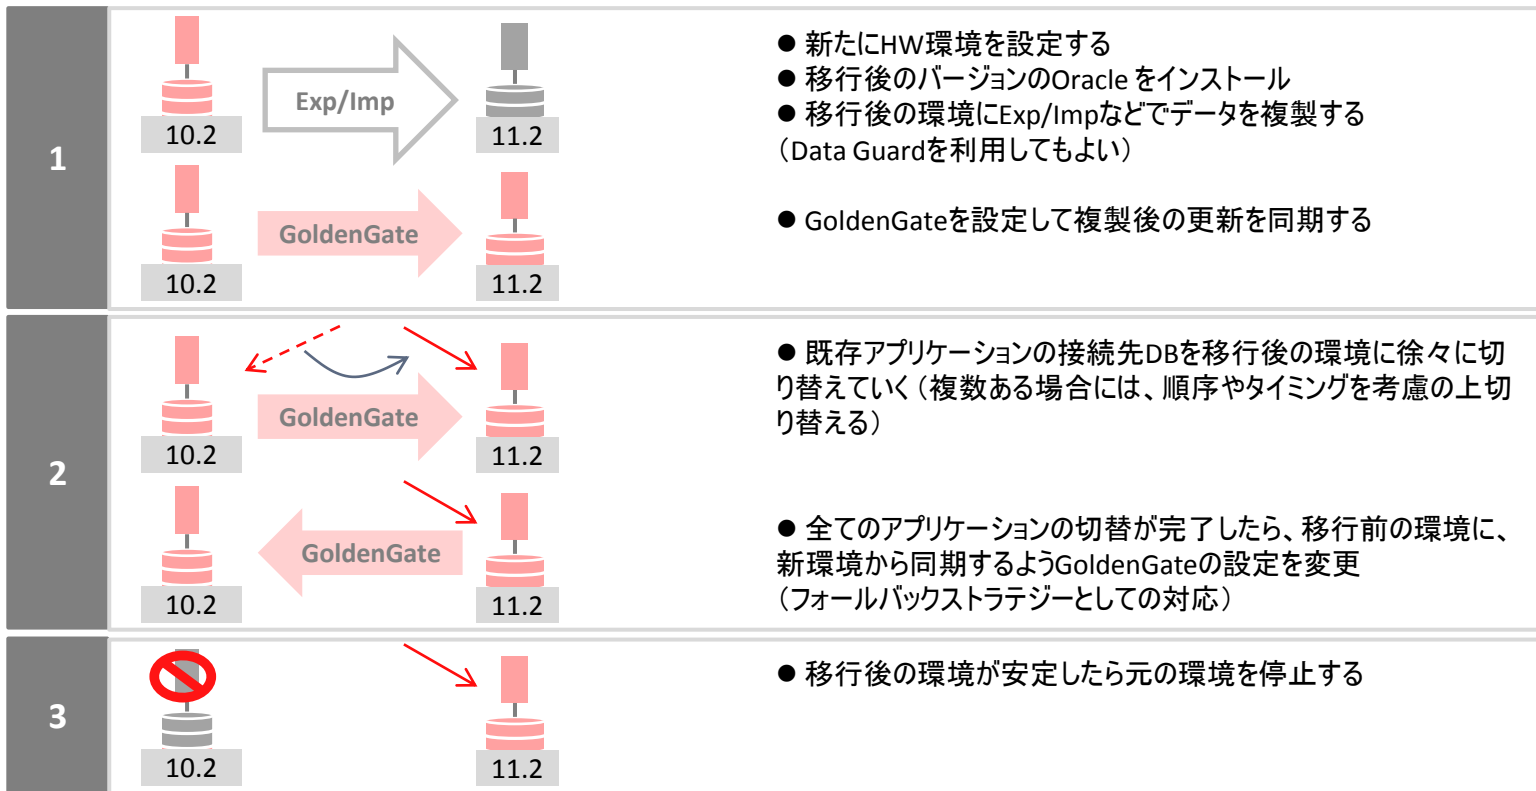 1
Exp/Imp
10.2
11.2
GoldenGate
10.2
11.2
● 新たにHW環境を設定する
● 移行後のバージョンのOracle をインストール
● 移行後の環境にExp/Impなどでデータを複製する
（Data Guardを利用してもよい）
● GoldenGateを設定して複製後の更新を同期する
2
GoldenGate
10.2
11.2
GoldenGate
10.2
11.2
● 既存アプリケーションの接続先DBを移行後の環境に徐々に切
り替えていく（複数ある場合には、順序やタイミングを考慮の上切
り替える）
● 全てのアプリケーションの切替が完了したら、移行前の環境に、
新環境から同期するようGoldenGateの設定を変更
（フォールバックストラテジーとしての対応）
3
10.2
11.2
● 移行後の環境が安定したら元の環境を停止する